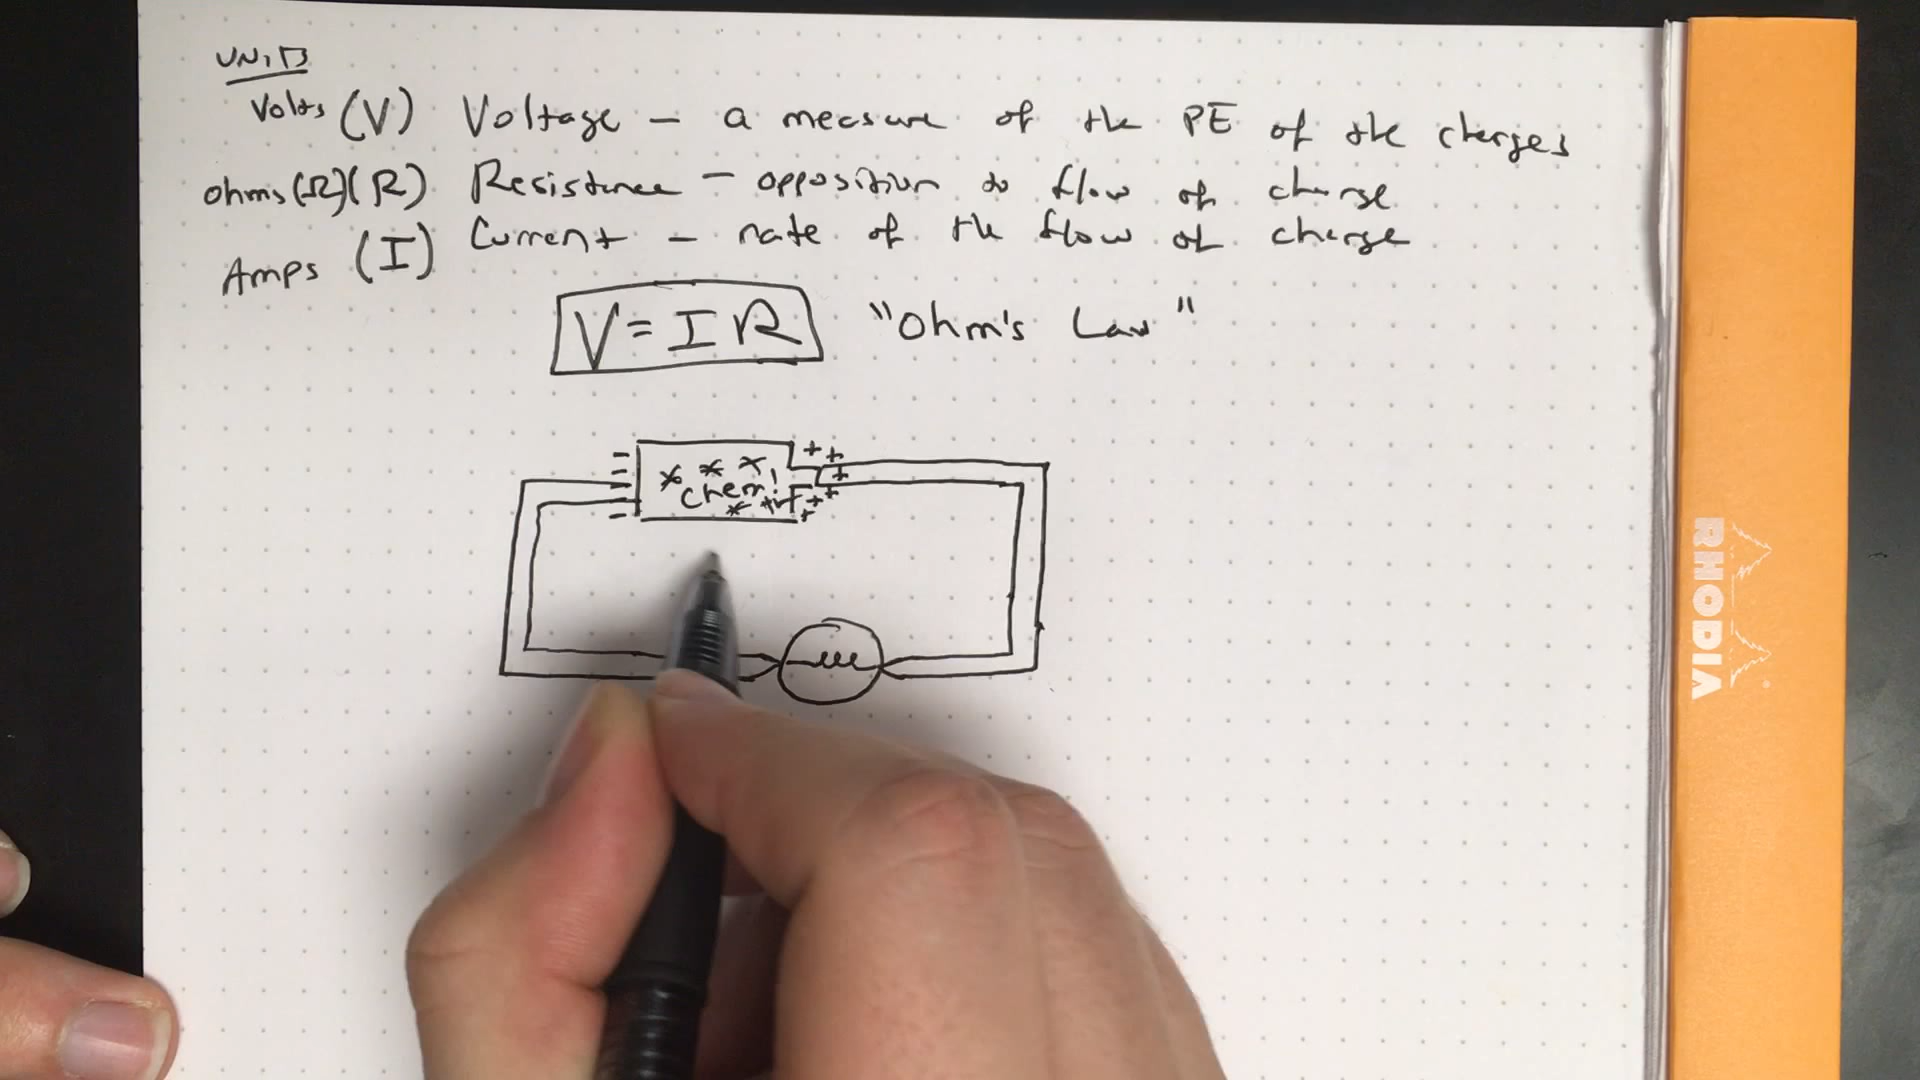 UNITS
Volts (V) Voltage - a measure of the PE of the charges
Ohms (Ω) (R) Resistance - opposition to flow of charge
Amps (I) Current - rate of the flow of charge
V = IR "Ohm's Law"
chem!
RHODIA